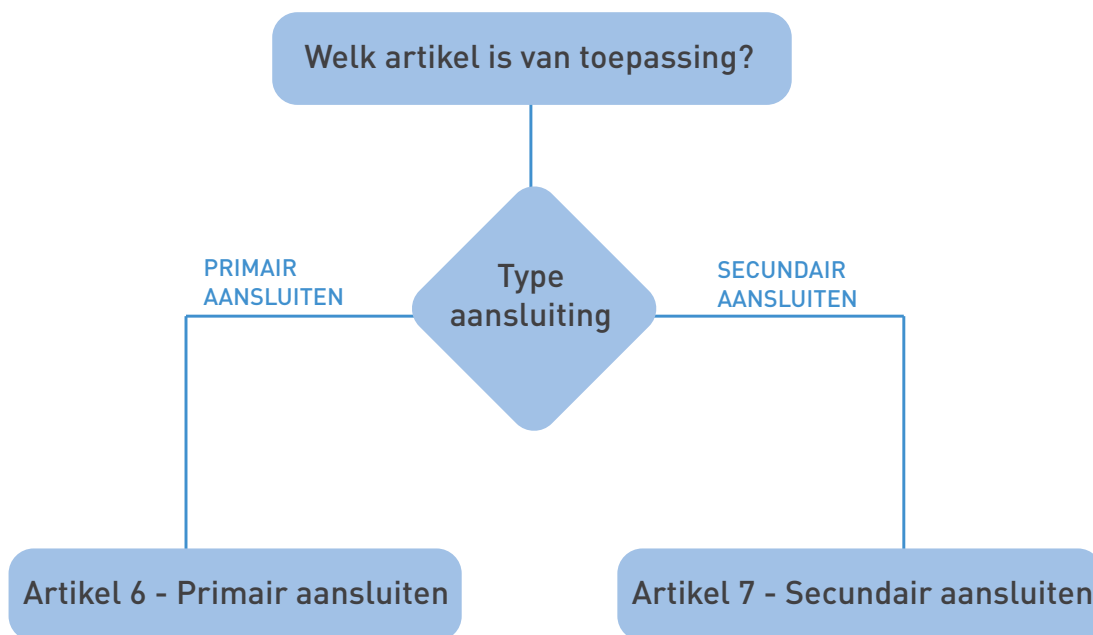 Welk artikel is van toepassing?
PRIMAIR
AANSLUITEN
Type
aansluiting
SECUNDAIR
AANSLUITEN
Artikel 6 - Primair aansluiten
Artikel 7 - Secundair aansluiten